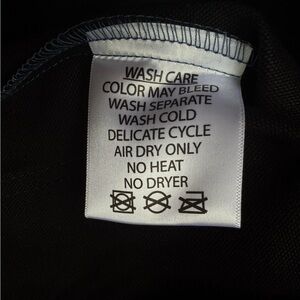 WASH CARE
COLOR MAY BLEED
WASH SEPARATE
WASH COLD
DELICATE CYCLE
AIR DRY ONLY
NO HEAT
NO DRYER